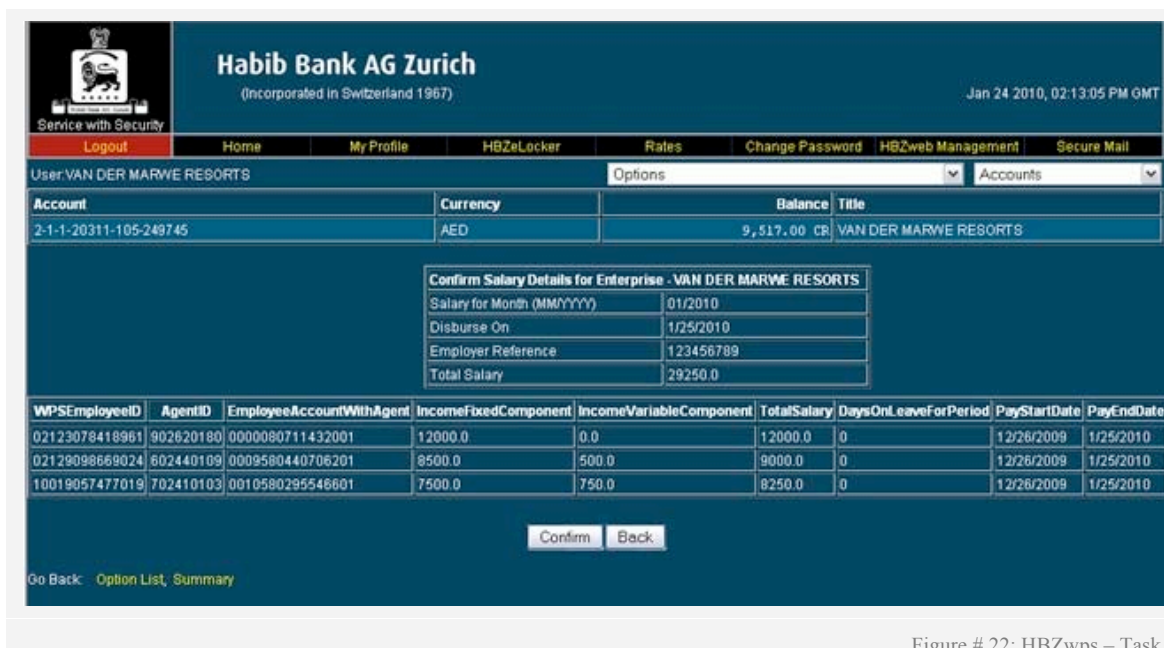 Habib Bank AG Zurich
(Incorporated in Switzerland 1967)
Jan 24 2010, 02:13:05 PM GMT
Service with Security
Logout Home My Profile HBZeLocker Rates Change Password HBZweb Management Secure Mail
User:VAN DER MARWE RESORTS Options Accounts
Account Currency Balance Title
2-1-1-20311-105-249745 AED 9,517.00 CR VAN DER MARWE RESORTS
Confirm Salary Details for Enterprise - VAN DER MARWE RESORTS
Salary for Month (MM/YYYY) 01/2010
Disburse On 1/25/2010
Employer Reference 123456789
Total Salary 29250.0
WPSEmployeeID AgentID EmployeeAccountWithAgent IncomeFixedComponent IncomeVariableComponent TotalSalary DaysOnLeaveForPeriod PayStartDate PayEndDate
02123078418961 902620180 0000080711432001 12000.0 0.0 12000.0 0 12/26/2009 1/25/2010
02129098669024 602440109 0009580440706201 8500.0 500.0 9000.0 0 12/26/2009 1/25/2010
10019057477019 702410103 0010580295546601 7500.0 750.0 8250.0 0 12/26/2009 1/25/2010
Confirm Back
Go Back: Option List, Summary
Figure # 22: HBZwps – Task